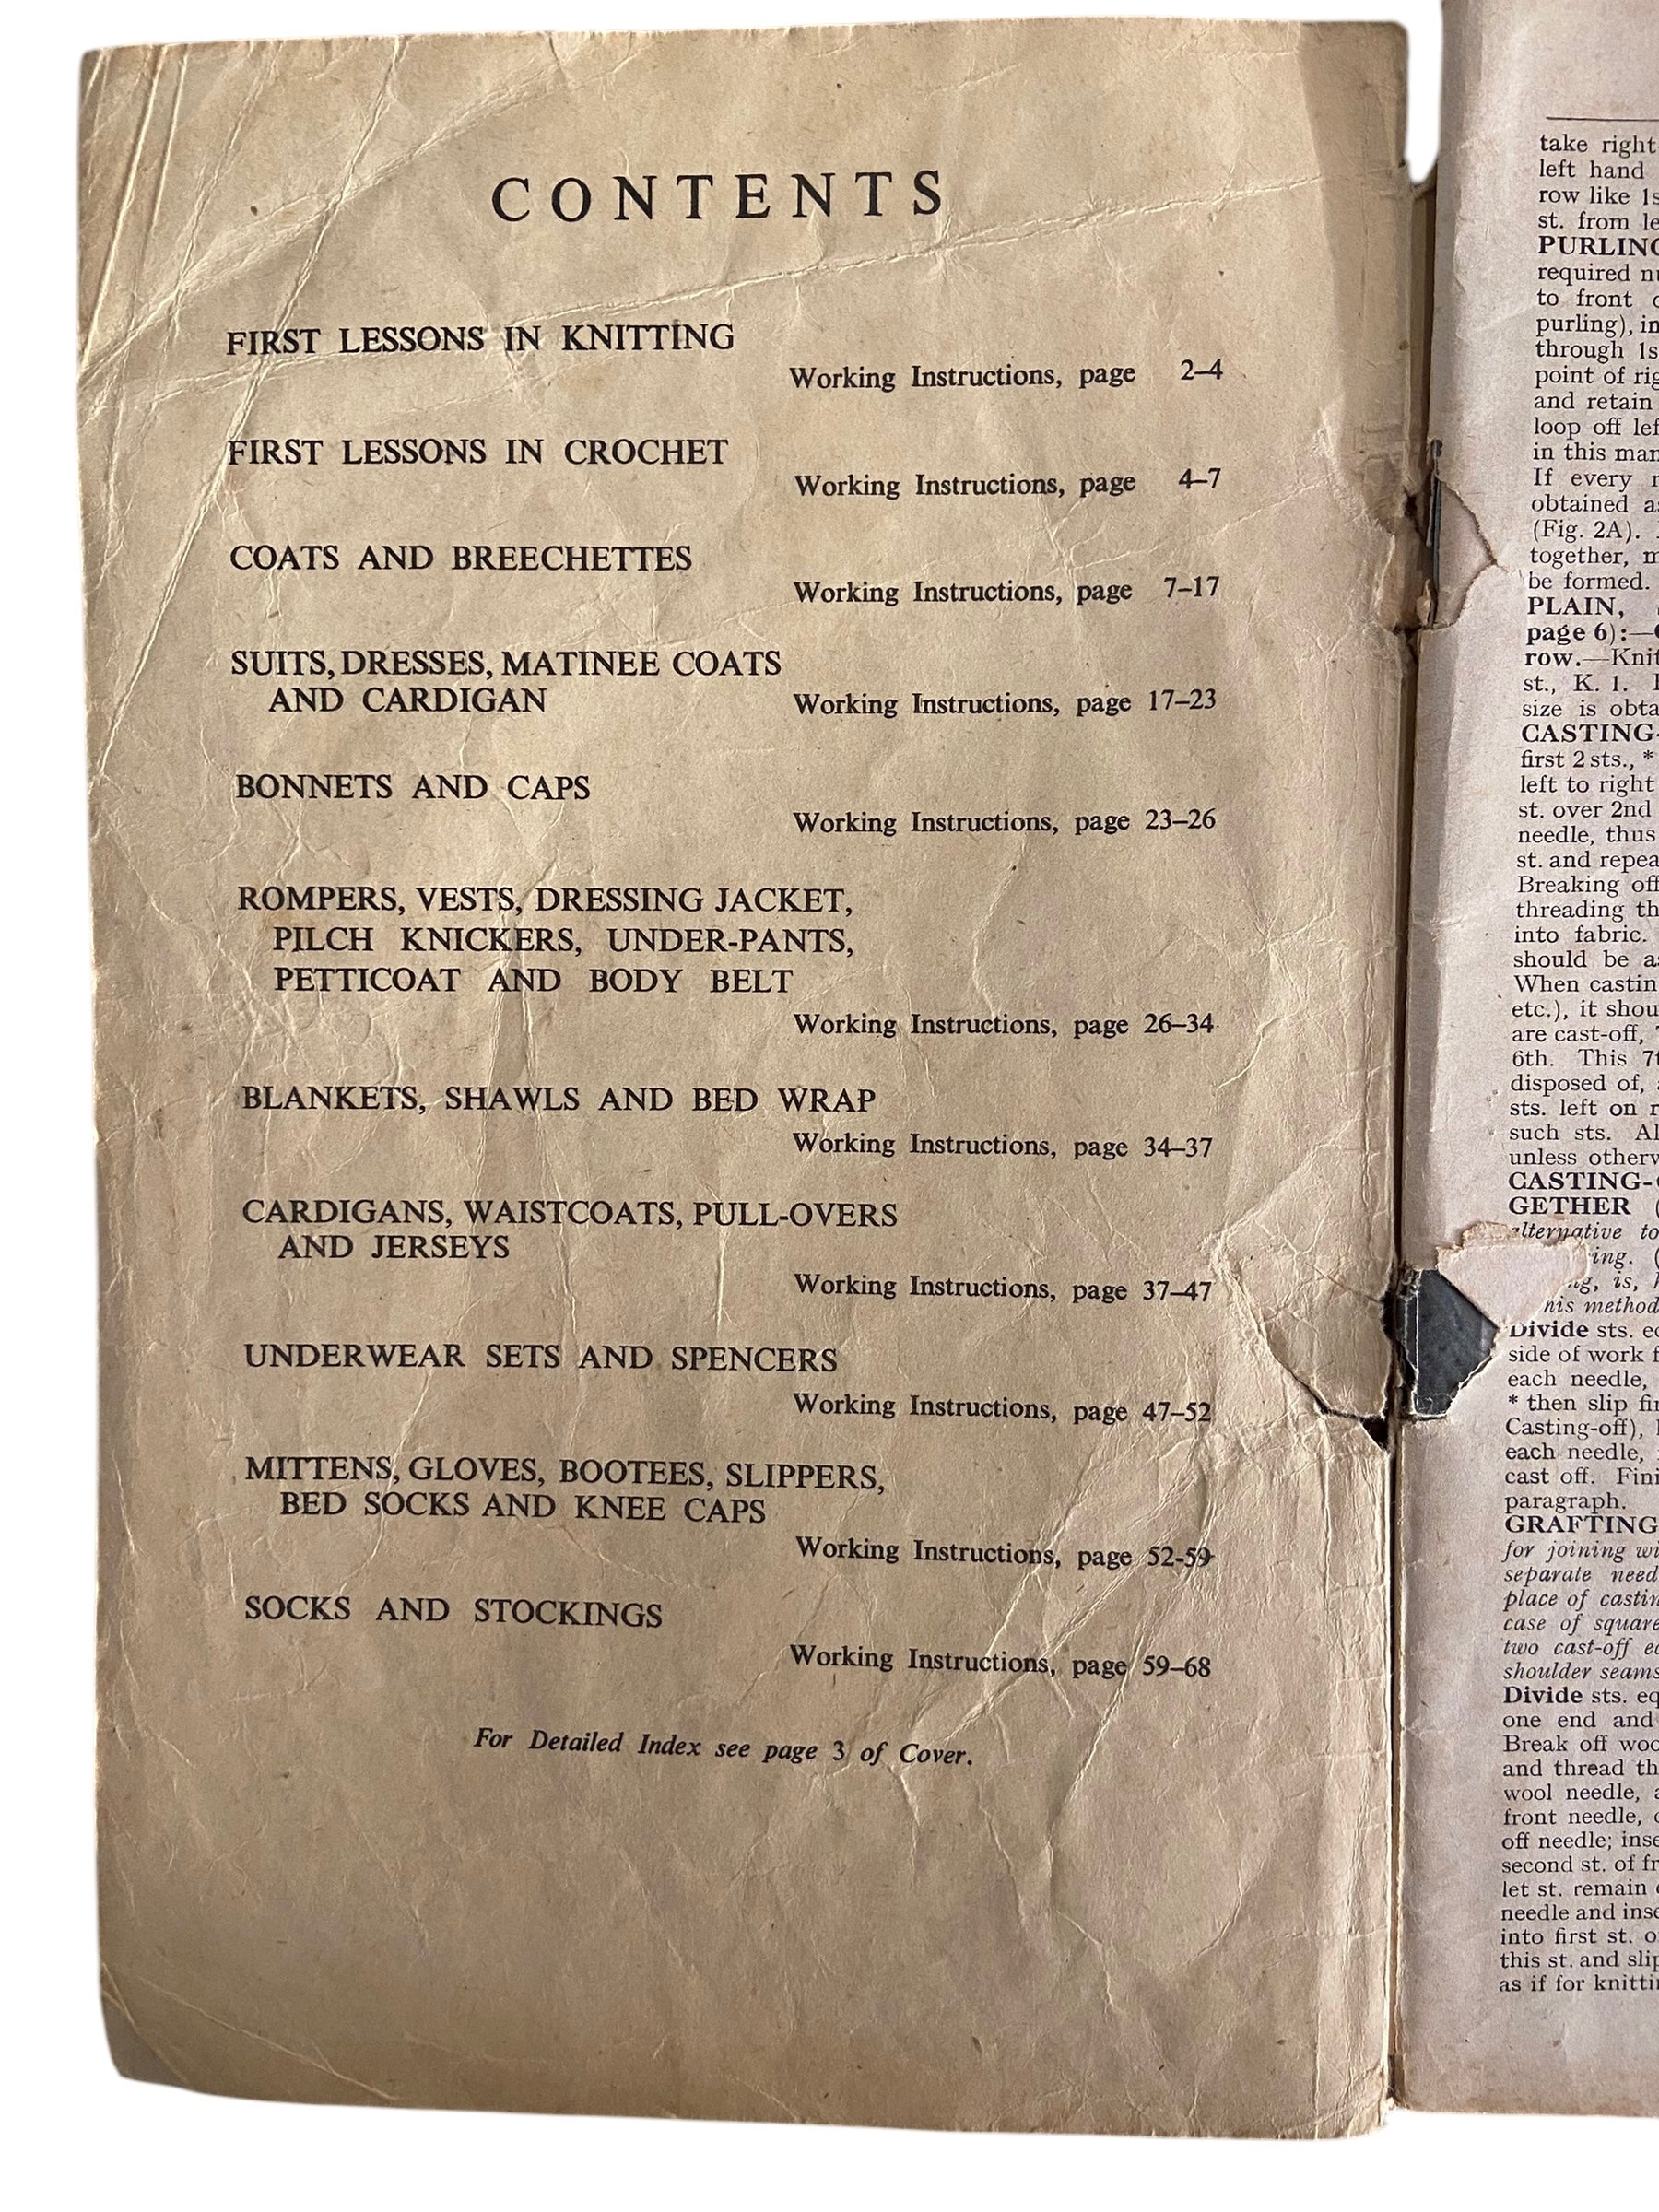 CONTENTS
FIRST LESSONS IN KNITTING
Working Instructions, page 2–4
FIRST LESSONS IN CROCHET
Working Instructions, page 4–7
COATS AND BREECHETTES
Working Instructions, page 7–17
SUITS, DRESSES, MATINEE COATS
AND CARDIGAN
Working Instructions, page 17–23
BONNETS AND CAPS
Working Instructions, page 23–26
ROMPERS, VESTS, DRESSING JACKET,
PILCH KNICKERS, UNDER-PANTS,
PETTICOAT AND BODY BELT
Working Instructions, page 26–34
BLANKETS, SHAWLS AND BED WRAP
Working Instructions, page 34–37
CARDIGANS, WAISTCOATS, PULL-OVERS
AND JERSEYS
Working Instructions, page 37–47
UNDERWEAR SETS AND SPENCERS
Working Instructions, page 47–52
MITTENS, GLOVES, BOOTEES, SLIPPERS,
BED SOCKS AND KNEE CAPS
Working Instructions, page 52-59
SOCKS AND STOCKINGS
Working Instructions, page 59–68
For Detailed Index see page 3 of Cover.
take right
left hand
row like
st. from
PURLING
required
to front
purling), in
through
point of
and retain
loop off
in this
If every
obtained
(Fig. 2A).
together,
be formed.
PLAIN,
page 6):—
row.—Knit
st., K. 1.
size is
CASTING-
first 2 sts., *
left to right
st. over 2nd
needle, thus
st. and
Breaking off
threading
into fabric.
should be
When
etc.), it
are cast-off,
6th. This
disposed of,
sts. left on
such sts.
unless
CASTING-
GETHER (
alternative to
is,
method
Divide sts.
side of work
each needle,
* then slip
Casting-off),
each needle,
cast off.
paragraph.
GRAFTING
for joining
separate
place of
case of
two cast-off
shoulder seams
Divide sts.
one end and
Break off
and thread
wool needle,
front needle,
off needle;
second st. of
let st. remain
needle and
into first st.
this st. and
as if for